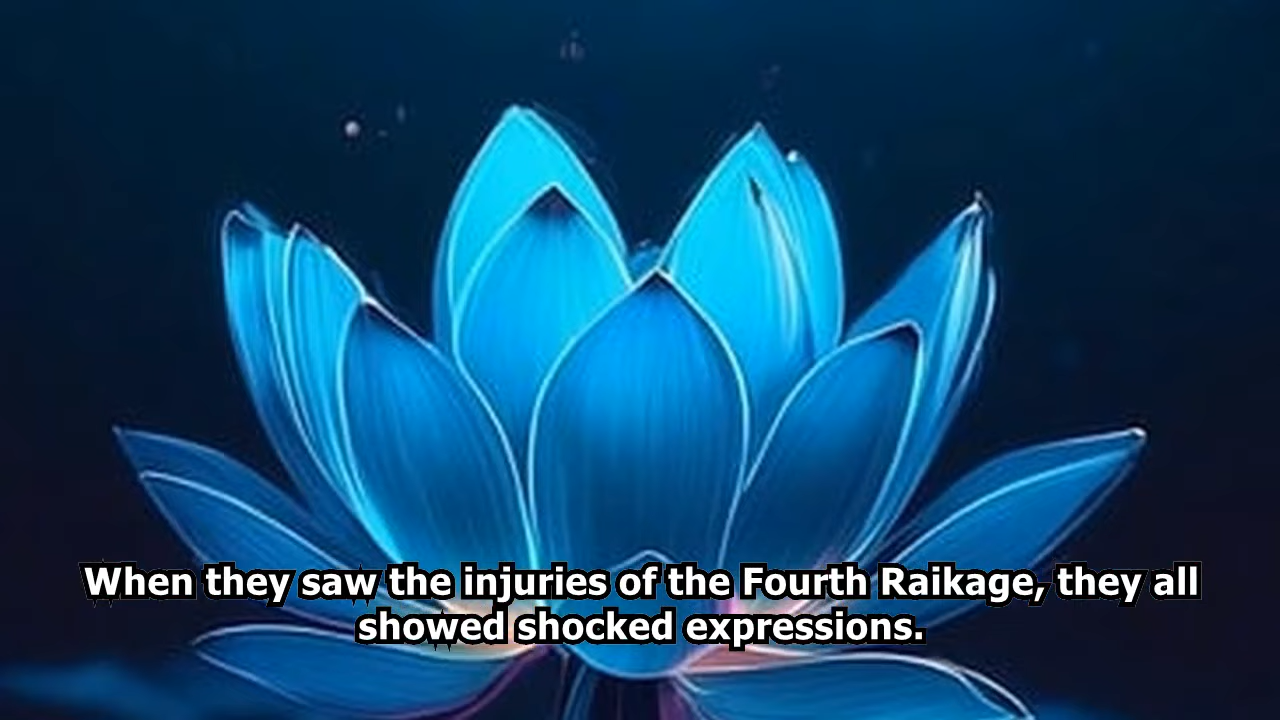 When they saw the injuries of the Fourth Raikage, they all
showed shocked expressions.